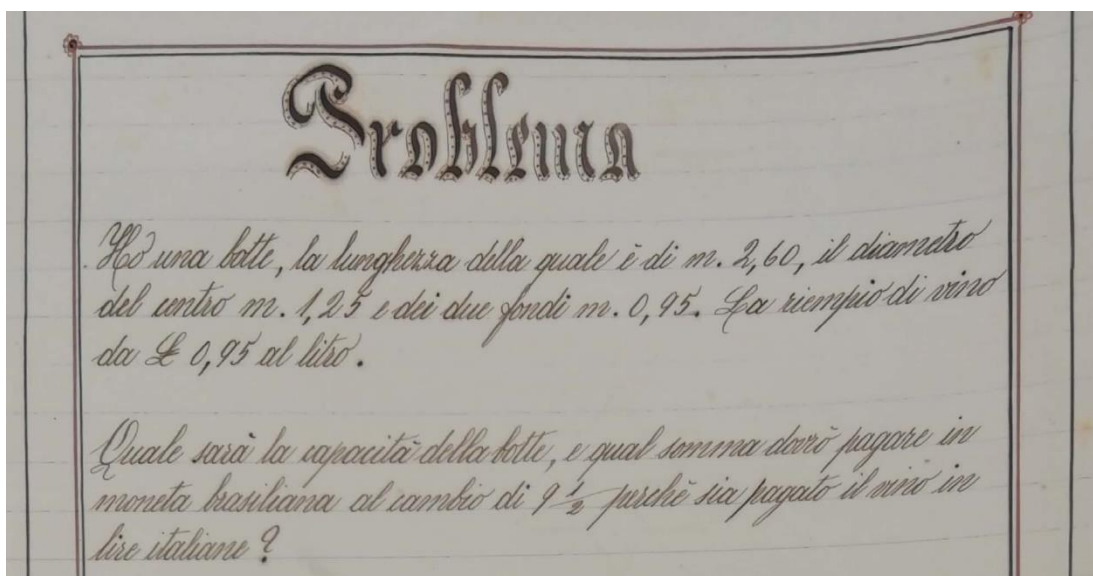 Problema
Hò una botte, la lunghezza della quale è di m. 2,60, il diametro
del centro m. 1,25 e dei due fondi m. 0,95. La riempio di vino
da £ 0,95 al litro.
Quale sarà la capacità della botte, e qual somma dovrò pagare in
moneta brasiliana al cambio di 9 1/2 perchè sia pagato il vino in
lire italiane?